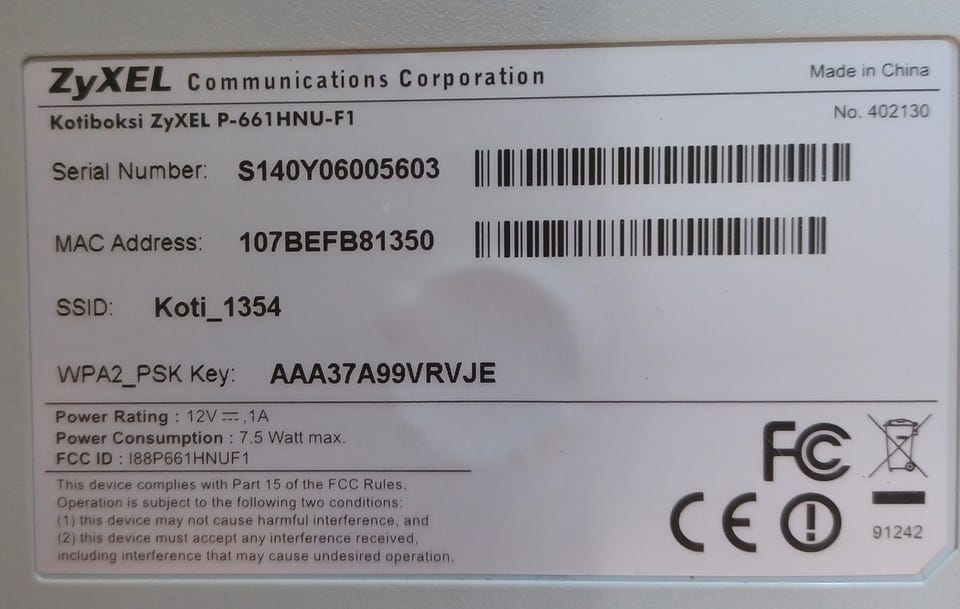 ZyXEL Communications Corporation
Made in China
Kotiboksi ZyXEL P-661HNU-F1
No. 402130
Serial Number: S140Y06005603
MAC Address: 107BEFB81350
SSID: Koti_1354
WPA2_PSK Key: AAA37A99VRVJE
Power Rating : 12V ⎓,1A
Power Consumption : 7.5 Watt max.
FCC ID : I88P661HNUF1
This device complies with Part 15 of the FCC Rules.
Operation is subject to the following two conditions:
(1) this device may not cause harmful interference, and
(2) this device must accept any interference received,
including interference that may cause undesired operation.
FC
CE
91242